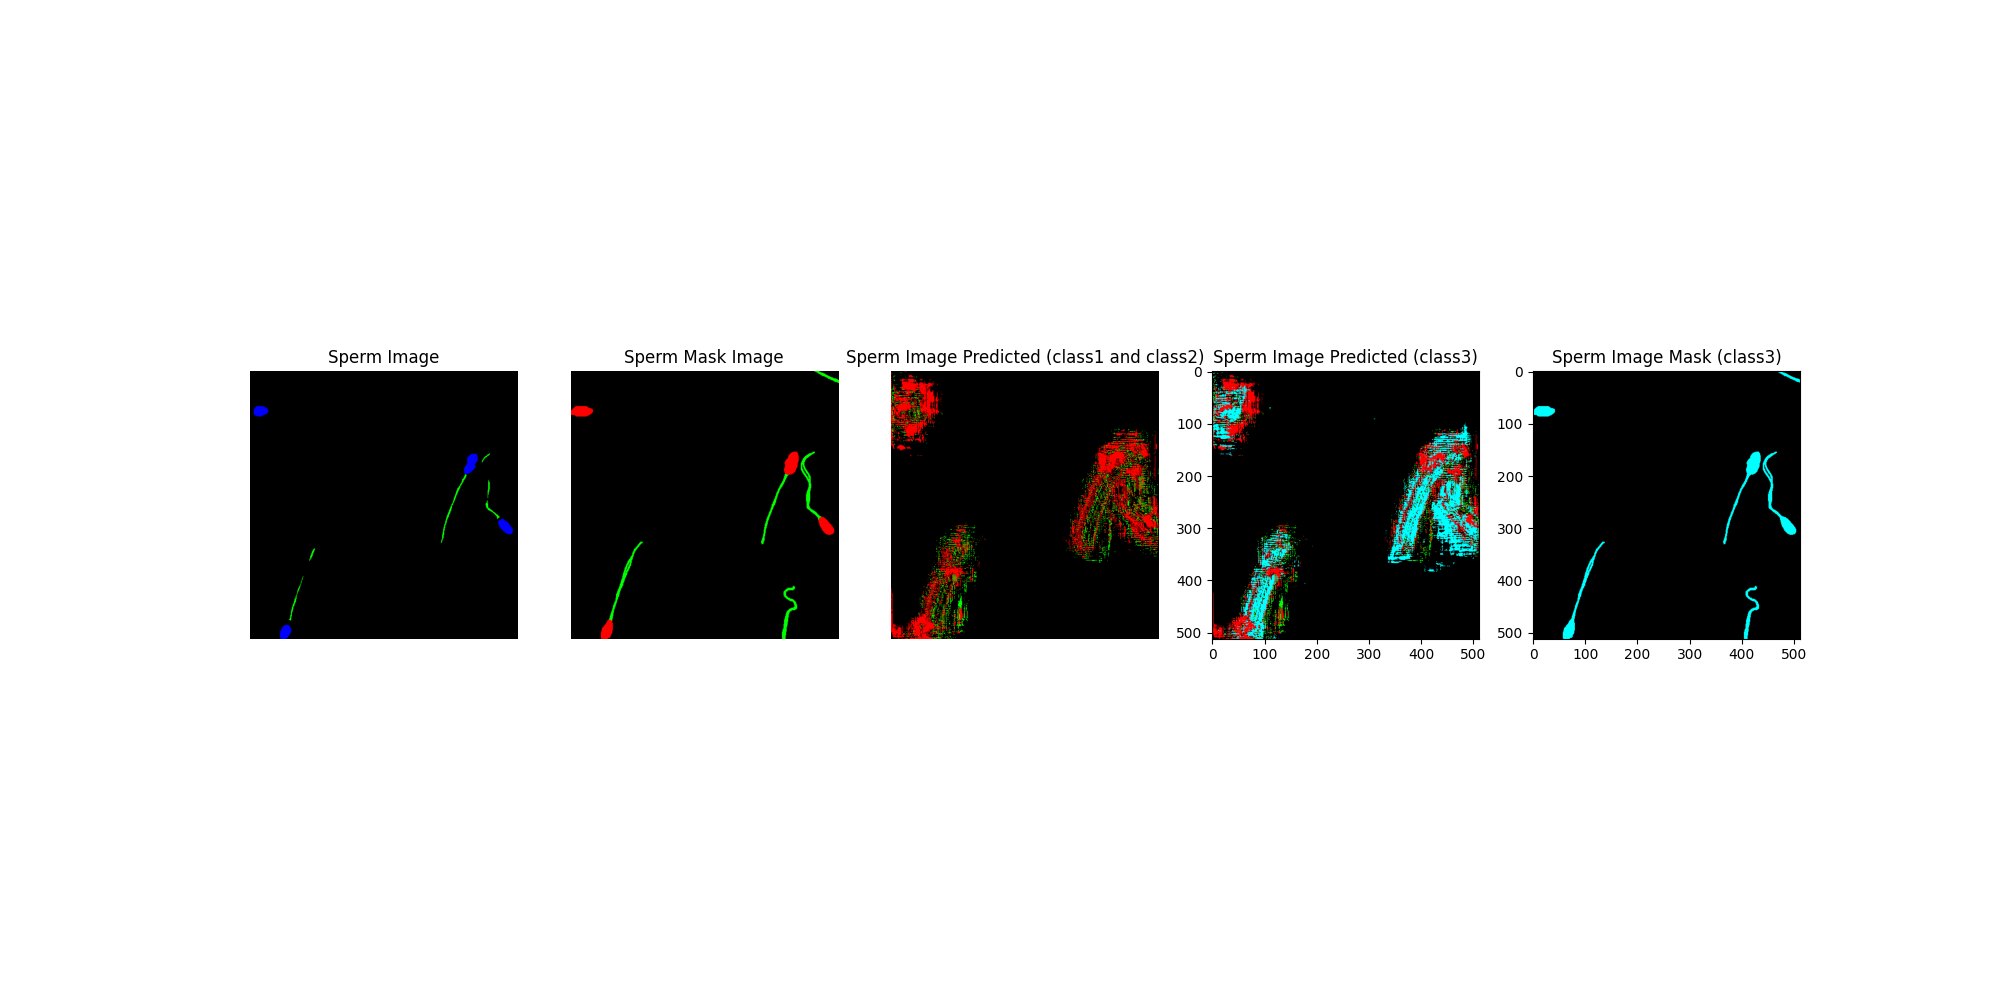 Sperm Image
Sperm Mask Image
Sperm Image Predicted (class1 and class2)
Sperm Image Predicted (class3)
Sperm Image Mask (class3)
0
100
200
300
400
500
0 100 200 300 400 500
0
100
200
300
400
500
0 100 200 300 400 500